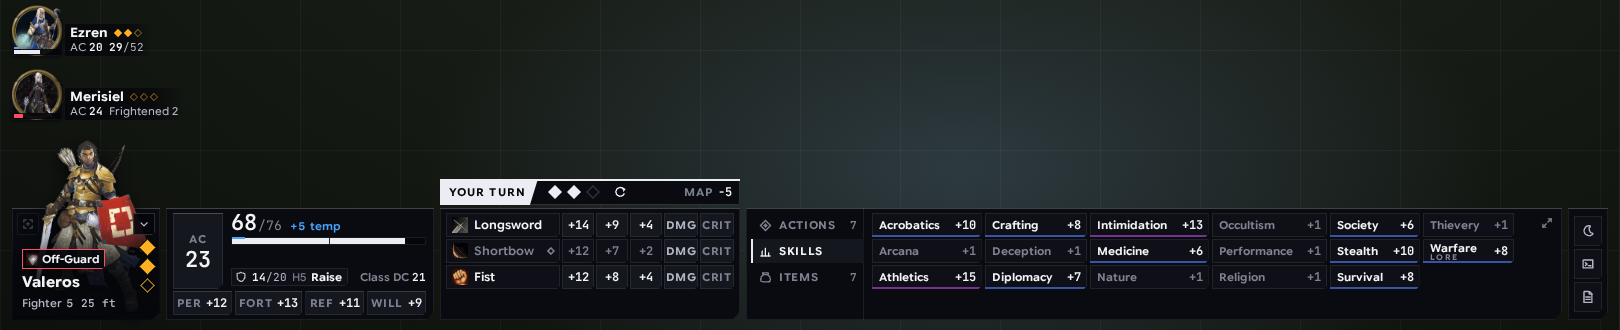 Ezren
AC 20 29/52
Merisiel
AC 24 Frightened 2
Off-Guard
Valeros
Fighter 5 25 ft
AC
23
68/76 +5 temp
14/20 H5 Raise Class DC 21
PER +12 FORT +13 REF +11 WILL +9
YOUR TURN MAP -5
Longsword +14 +9 +4 DMG CRIT
Shortbow +12 +7 +2 DMG CRIT
Fist +12 +8 +4 DMG CRIT
ACTIONS 7
SKILLS
ITEMS 7
Acrobatics +10 Crafting +8 Intimidation +13 Occultism +1 Society +6 Thievery +1
Arcana +1 Deception +1 Medicine +6 Performance +1 Stealth +10 Warfare LORE +8
Athletics +15 Diplomacy +7 Nature +1 Religion +1 Survival +8